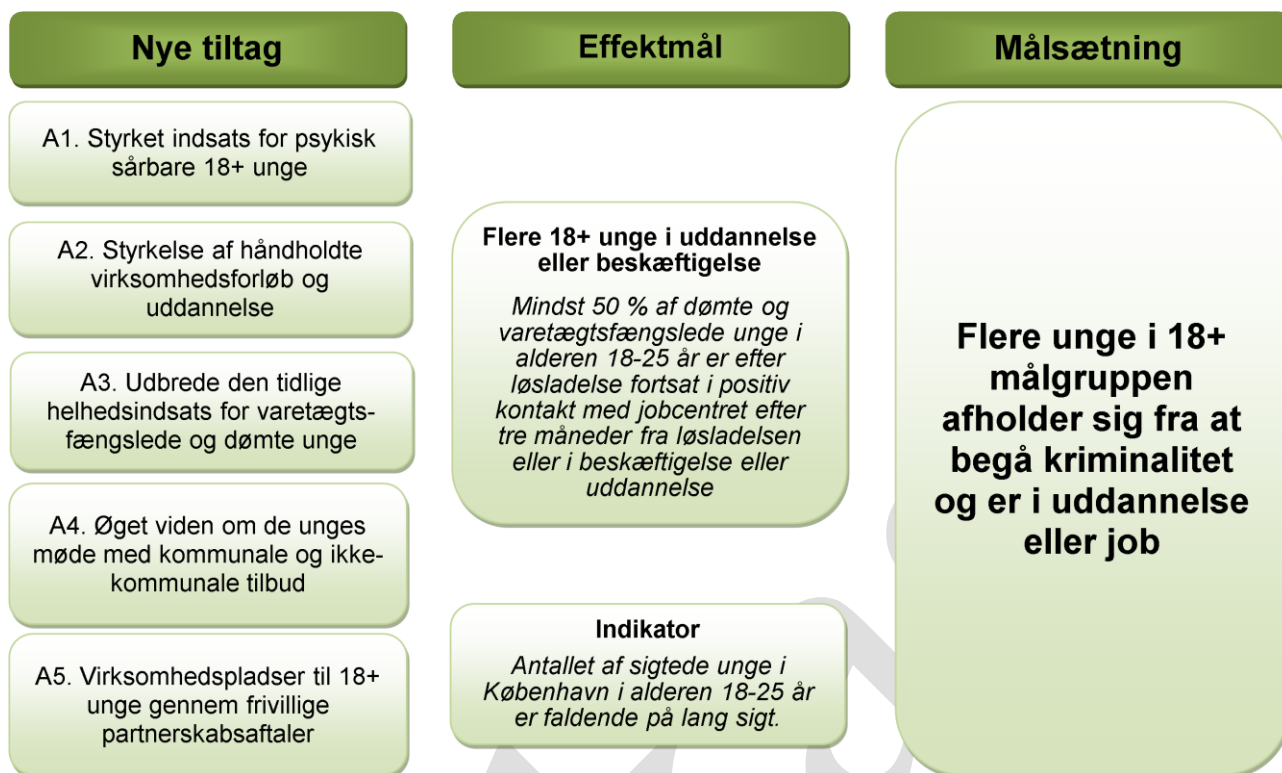 Nye tiltag
A1. Styrket indsats for psykisk
sårbare 18+ unge
A2. Styrkelse af håndholdte
virksomhedsforløb og
uddannelse
A3. Udbrede den tidlige
helhedsindsats for varetægts-
fængslede og dømte unge
A4. Øget viden om de unges
møde med kommunale og ikke-
kommunale tilbud
A5. Virksomhedspladser til 18+
unge gennem frivillige
partnerskabsaftaler
Effektmål
Flere 18+ unge i uddannelse
eller beskæftigelse
Mindst 50 % af dømte og
varetægtsfængslede unge i
alderen 18-25 år er efter
løsladelse fortsat i positiv
kontakt med jobcentret efter
tre måneder fra løsladelsen
eller i beskæftigelse eller
uddannelse
Indikator
Antallet af sigtede unge i
København i alderen 18-25 år
er faldende på lang sigt.
Målsætning
Flere unge i 18+
målgruppen
afholder sig fra at
begå kriminalitet
og er i uddannelse
eller job